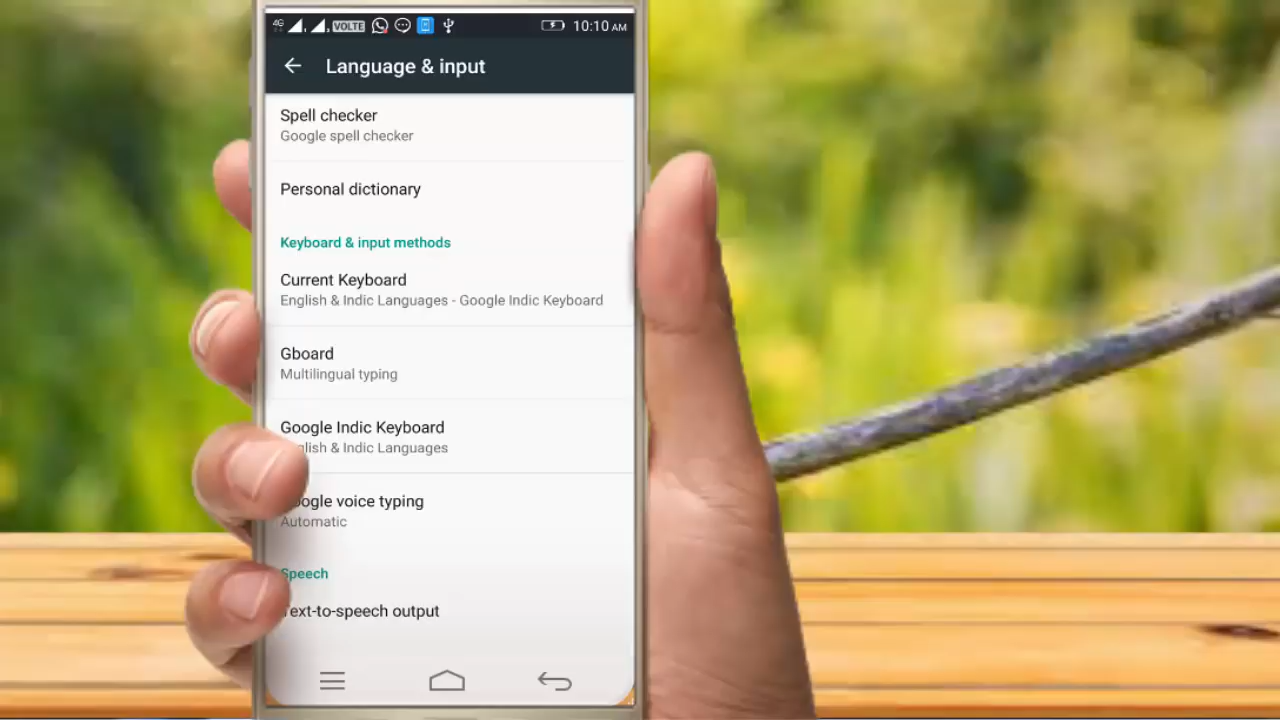 4G
VOLTE
10:10 AM
Language & input
Spell checker
Google spell checker
Personal dictionary
Keyboard & input methods
Current Keyboard
English & Indic Languages - Google Indic Keyboard
Gboard
Multilingual typing
Google Indic Keyboard
English & Indic Languages
Google voice typing
Automatic
Speech
Text-to-speech output